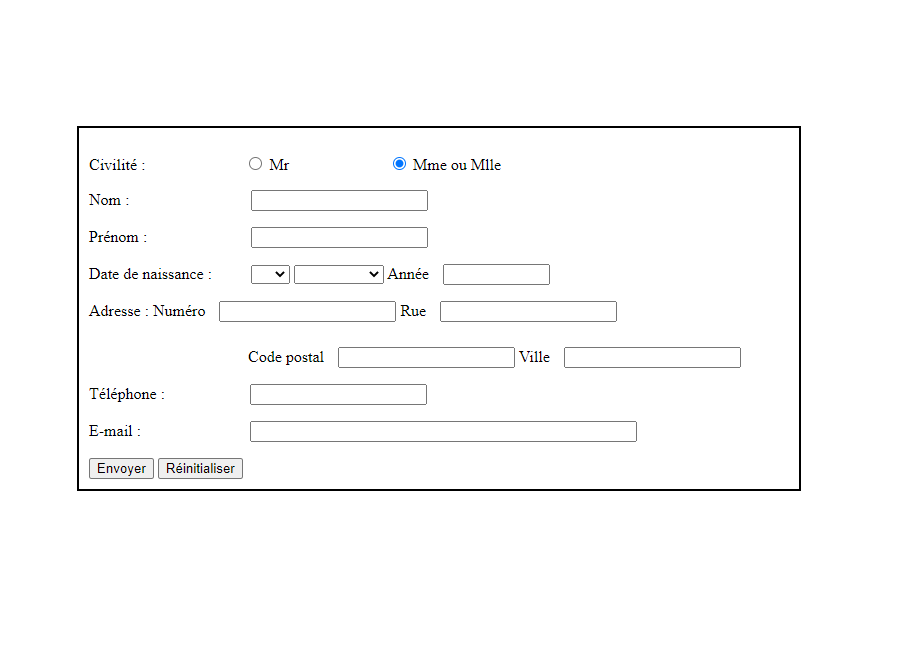 Civilité : Mr Mme ou Mlle
Nom :
Prénom :
Date de naissance : Année
Adresse : Numéro Rue
Code postal Ville
Téléphone :
E-mail :
Envoyer Réinitialiser